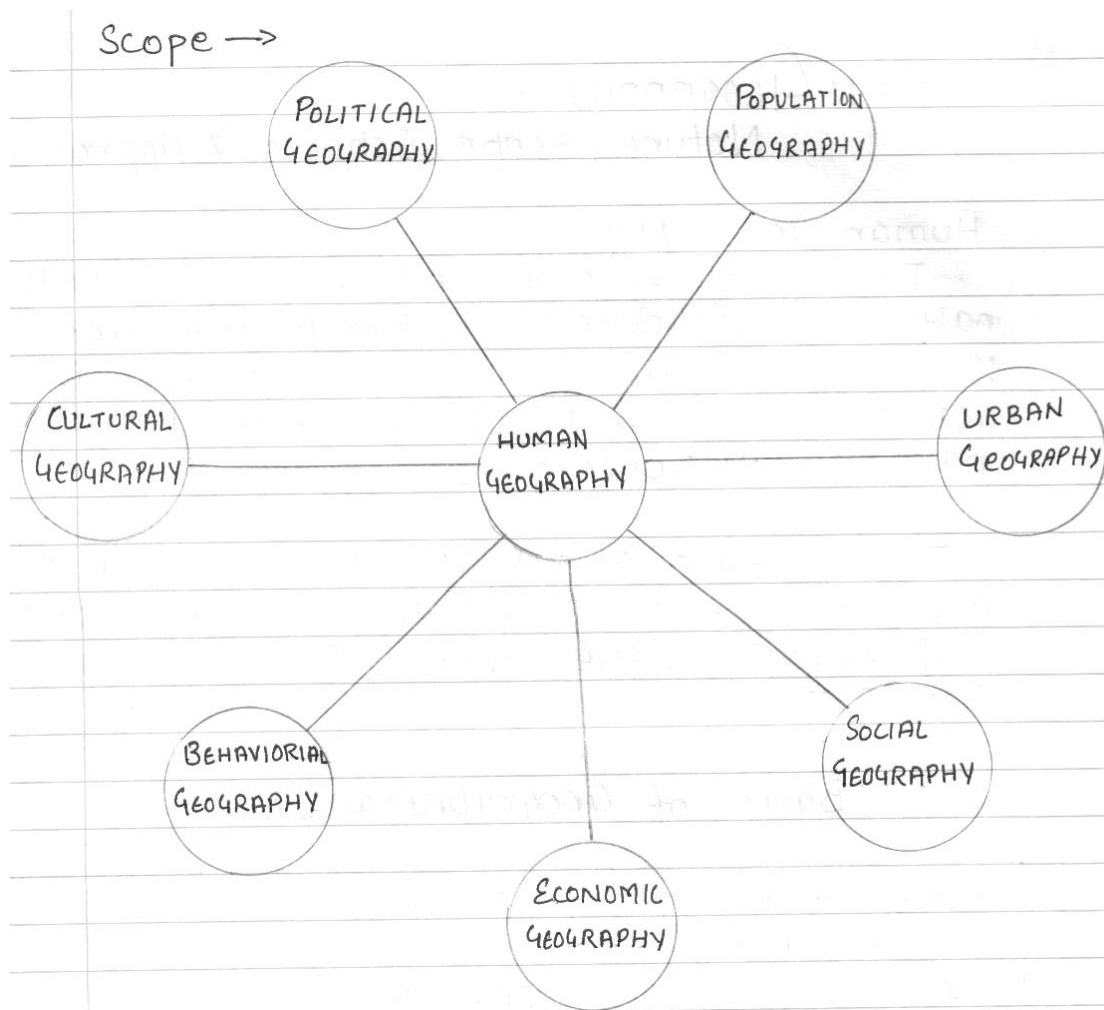 Scope →
POLITICAL
GEOGRAPHY
POPULATION
GEOGRAPHY
CULTURAL
GEOGRAPHY
HUMAN
GEOGRAPHY
URBAN
GEOGRAPHY
BEHAVIORIAL
GEOGRAPHY
SOCIAL
GEOGRAPHY
ECONOMIC
GEOGRAPHY